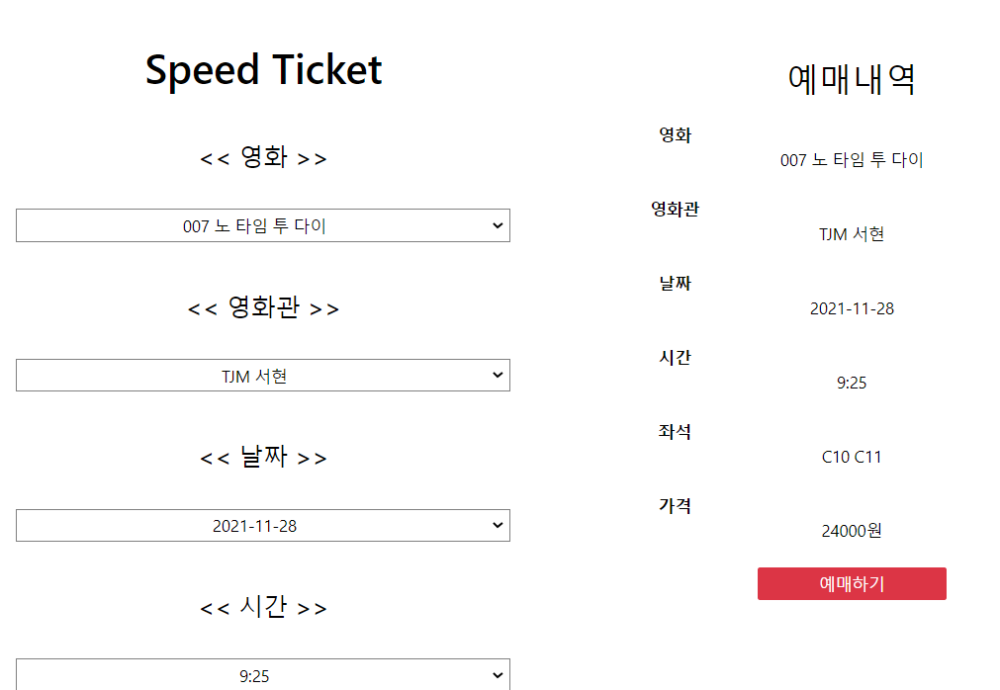 Speed Ticket
<< 영화 >>
007 노 타임 투 다이
<< 영화관 >>
TJM 서현
<< 날짜 >>
2021-11-28
<< 시간 >>
9:25
예매내역
영화
007 노 타임 투 다이
영화관
TJM 서현
날짜
2021-11-28
시간
9:25
좌석
C10 C11
가격
24000원
예매하기